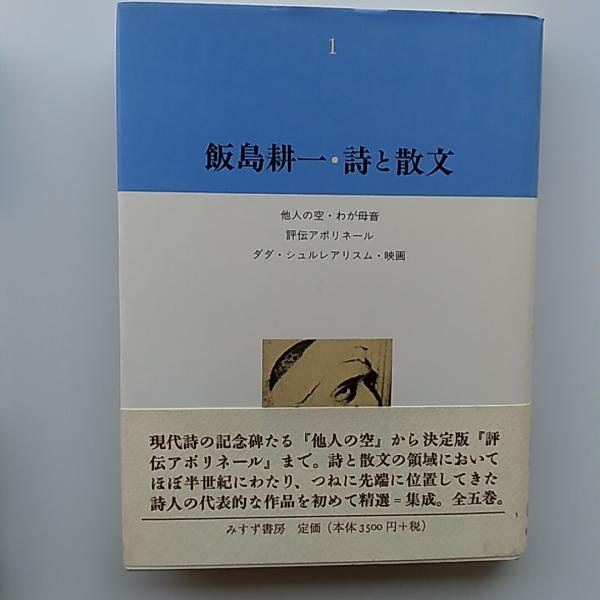 1
飯島耕一・詩と散文
他人の空・わが母音
評伝アポリネール
ダダ・シュルレアリスム・映画
現代詩の記念碑たる『他人の空』から決定版『評
伝アポリネール』まで。詩と散文の領域において
ほぼ半世紀にわたり、つねに先端に位置してきた
詩人の代表的な作品を初めて精選＝集成。全五巻。
みすず書房 定価（本体3500円＋税）